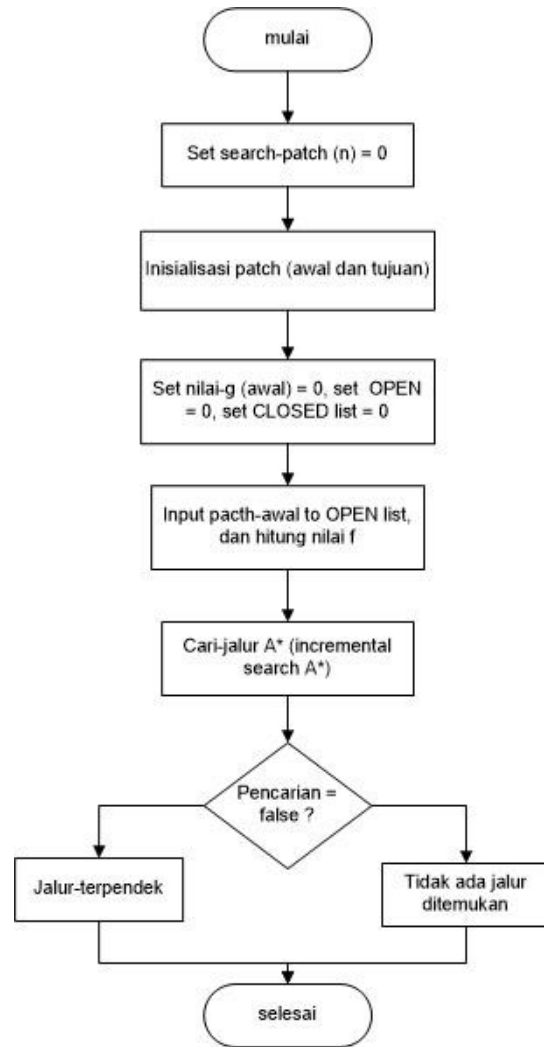 mulai
Set search-patch (n) = 0
Inisialisasi patch (awal dan tujuan)
Set nilai-g (awal) = 0, set OPEN
= 0, set CLOSED list = 0
Input pacth-awal to OPEN list,
dan hitung nilai f
Cari-jalur A* (incremental
search A*)
Pencarian =
false ?
Jalur-terpendek
Tidak ada jalur
ditemukan
selesai